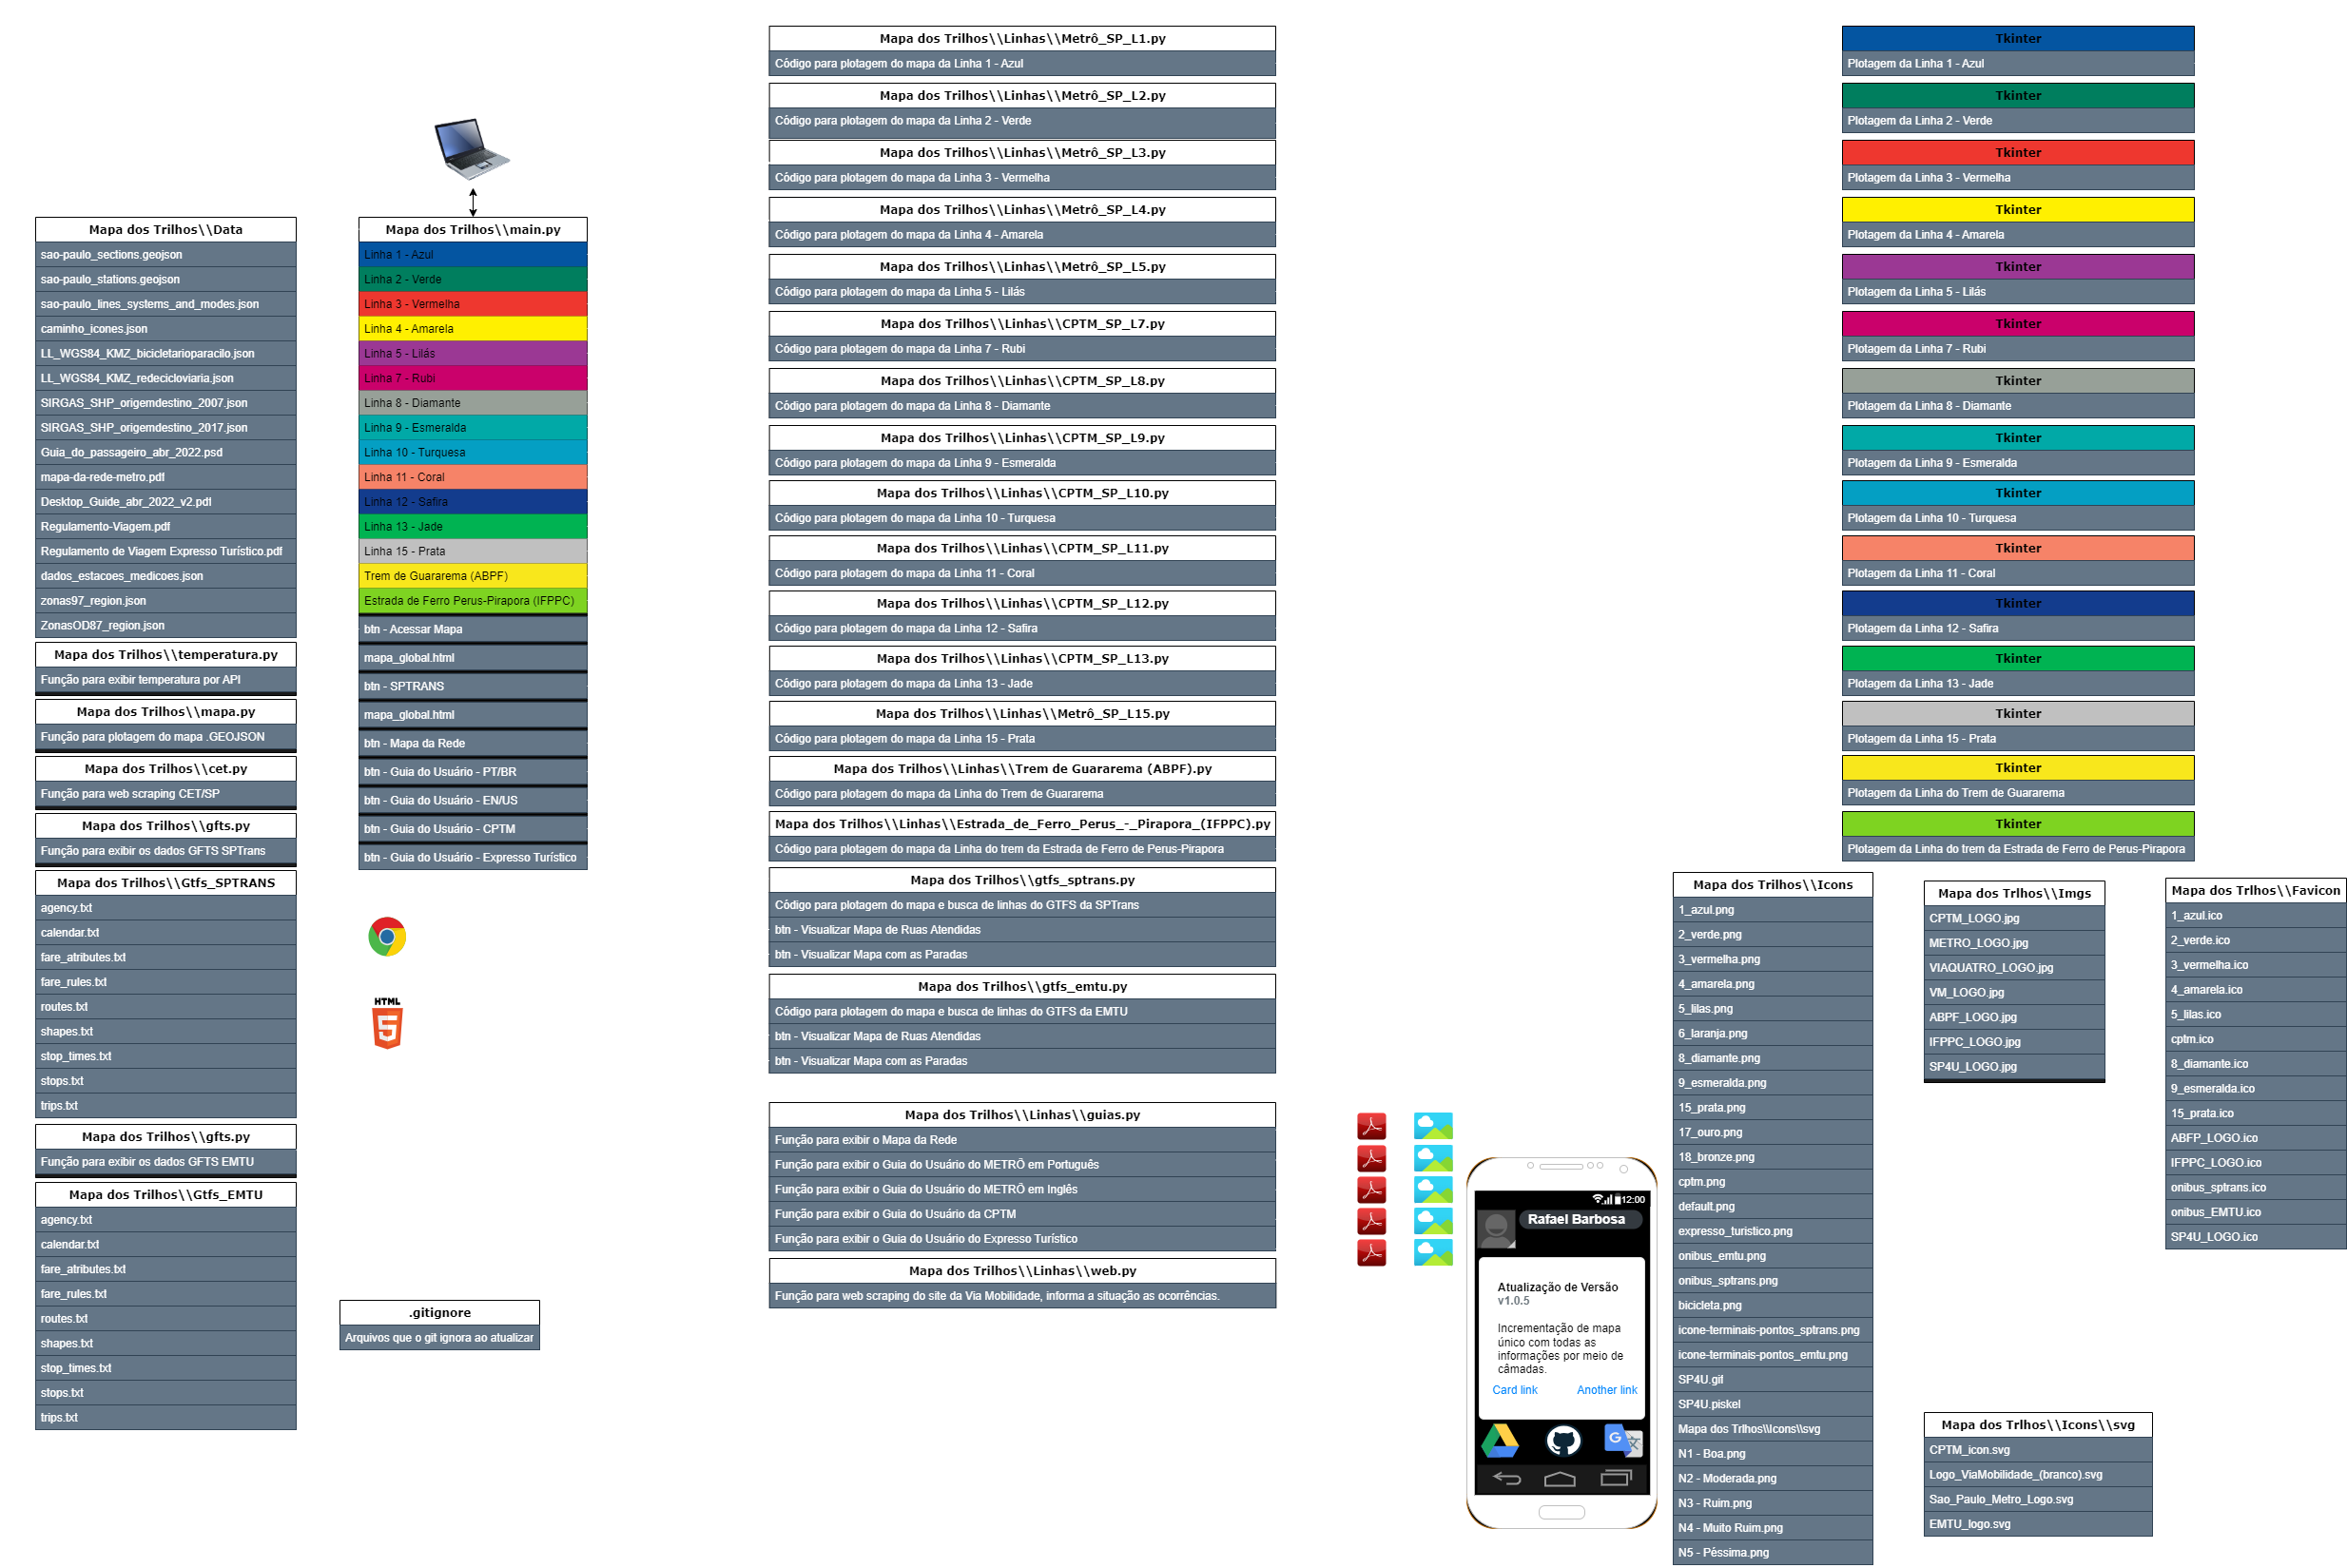 Mapa dos Trilhos\\Data
sao-paulo_sections.geojson
sao-paulo_stations.geojson
sao-paulo_lines_systems_and_modes.json
caminho_icones.json
LL_WGS84_KMZ_bicicletarioparacilo.json
LL_WGS84_KMZ_redecicloviaria.json
SIRGAS_SHP_origemdestino_2007.json
SIRGAS_SHP_origemdestino_2017.json
Guia_do_passageiro_abr_2022.psd
mapa-da-rede-metro.pdf
Desktop_Guide_abr_2022_v2.pdf
Regulamento-Viagem.pdf
Regulamento de Viagem Expresso Turístico.pdf
dados_estacoes_medicoes.json
zonas97_region.json
ZonasOD87_region.json
Mapa dos Trilhos\\temperatura.py
Função para exibir temperatura por API
Mapa dos Trilhos\\mapa.py
Função para plotagem do mapa .GEOJSON
Mapa dos Trilhos\\cet.py
Função para web scraping CET/SP
Mapa dos Trilhos\\gfts.py
Função para exibir os dados GFTS SPTrans
Mapa dos Trilhos\\Gtfs_SPTRANS
agency.txt
calendar.txt
fare_atributes.txt
fare_rules.txt
routes.txt
shapes.txt
stop_times.txt
stops.txt
trips.txt
Mapa dos Trilhos\\gfts.py
Função para exibir os dados GFTS EMTU
Mapa dos Trilhos\\Gtfs_EMTU
agency.txt
calendar.txt
fare_atributes.txt
fare_rules.txt
routes.txt
shapes.txt
stop_times.txt
stops.txt
trips.txt
Mapa dos Trilhos\\main.py
Linha 1 - Azul
Linha 2 - Verde
Linha 3 - Vermelha
Linha 4 - Amarela
Linha 5 - Lilás
Linha 7 - Rubi
Linha 8 - Diamante
Linha 9 - Esmeralda
Linha 10 - Turquesa
Linha 11 - Coral
Linha 12 - Safira
Linha 13 - Jade
Linha 15 - Prata
Trem de Guararema (ABPF)
Estrada de Ferro Perus-Pirapora (IFPPC)
btn - Acessar Mapa
mapa_global.html
btn - SPTRANS
mapa_global.html
btn - Mapa da Rede
btn - Guia do Usuário - PT/BR
btn - Guia do Usuário - EN/US
btn - Guia do Usuário - CPTM
btn - Guia do Usuário - Expresso Turístico
HTML
5
.gitignore
Arquivos que o git ignora ao atualizar
Mapa dos Trilhos\\Linhas\\Metrô_SP_L1.py
Código para plotagem do mapa da Linha 1 - Azul
Mapa dos Trilhos\\Linhas\\Metrô_SP_L2.py
Código para plotagem do mapa da Linha 2 - Verde
Mapa dos Trilhos\\Linhas\\Metrô_SP_L3.py
Código para plotagem do mapa da Linha 3 - Vermelha
Mapa dos Trilhos\\Linhas\\Metrô_SP_L4.py
Código para plotagem do mapa da Linha 4 - Amarela
Mapa dos Trilhos\\Linhas\\Metrô_SP_L5.py
Código para plotagem do mapa da Linha 5 - Lilás
Mapa dos Trilhos\\Linhas\\CPTM_SP_L7.py
Código para plotagem do mapa da Linha 7 - Rubi
Mapa dos Trilhos\\Linhas\\CPTM_SP_L8.py
Código para plotagem do mapa da Linha 8 - Diamante
Mapa dos Trilhos\\Linhas\\CPTM_SP_L9.py
Código para plotagem do mapa da Linha 9 - Esmeralda
Mapa dos Trilhos\\Linhas\\CPTM_SP_L10.py
Código para plotagem do mapa da Linha 10 - Turquesa
Mapa dos Trilhos\\Linhas\\CPTM_SP_L11.py
Código para plotagem do mapa da Linha 11 - Coral
Mapa dos Trilhos\\Linhas\\CPTM_SP_L12.py
Código para plotagem do mapa da Linha 12 - Safira
Mapa dos Trilhos\\Linhas\\CPTM_SP_L13.py
Código para plotagem do mapa da Linha 13 - Jade
Mapa dos Trilhos\\Linhas\\Metrô_SP_L15.py
Código para plotagem do mapa da Linha 15 - Prata
Mapa dos Trilhos\\Linhas\\Trem de Guararema (ABPF).py
Código para plotagem do mapa da Linha do Trem de Guararema
Mapa dos Trilhos\\Linhas\\Estrada_de_Ferro_Perus_-_Pirapora_(IFPPC).py
Código para plotagem do mapa da Linha do trem da Estrada de Ferro de Perus-Pirapora
Mapa dos Trilhos\\gtfs_sptrans.py
Código para plotagem do mapa e busca de linhas do GTFS da SPTrans
btn - Visualizar Mapa de Ruas Atendidas
btn - Visualizar Mapa com as Paradas
Mapa dos Trilhos\\gtfs_emtu.py
Código para plotagem do mapa e busca de linhas do GTFS da EMTU
btn - Visualizar Mapa de Ruas Atendidas
btn - Visualizar Mapa com as Paradas
Mapa dos Trilhos\\Linhas\\guias.py
Função para exibir o Mapa da Rede
Função para exibir o Guia do Usuário do METRÔ em Português
Função para exibir o Guia do Usuário do METRÔ em Inglês
Função para exibir o Guia do Usuário da CPTM
Função para exibir o Guia do Usuário do Expresso Turístico
Mapa dos Trilhos\\Linhas\\web.py
Função para web scraping do site da Via Mobilidade, informa a situação as ocorrências.
12:00
Rafael Barbosa
Atualização de Versão
v1.0.5
Incrementação de mapa
único com todas as
informações por meio de
câmadas.
Card link Another link
G 文
Tkinter
Plotagem da Linha 1 - Azul
Tkinter
Plotagem da Linha 2 - Verde
Tkinter
Plotagem da Linha 3 - Vermelha
Tkinter
Plotagem da Linha 4 - Amarela
Tkinter
Plotagem da Linha 5 - Lilás
Tkinter
Plotagem da Linha 7 - Rubi
Tkinter
Plotagem da Linha 8 - Diamante
Tkinter
Plotagem da Linha 9 - Esmeralda
Tkinter
Plotagem da Linha 10 - Turquesa
Tkinter
Plotagem da Linha 11 - Coral
Tkinter
Plotagem da Linha 12 - Safira
Tkinter
Plotagem da Linha 13 - Jade
Tkinter
Plotagem da Linha 15 - Prata
Tkinter
Plotagem da Linha do Trem de Guararema
Tkinter
Plotagem da Linha do trem da Estrada de Ferro de Perus-Pirapora
Mapa dos Trilhos\\Icons
1_azul.png
2_verde.png
3_vermelha.png
4_amarela.png
5_lilas.png
6_laranja.png
8_diamante.png
9_esmeralda.png
15_prata.png
17_ouro.png
18_bronze.png
cptm.png
default.png
expresso_turistico.png
onibus_emtu.png
onibus_sptrans.png
bicicleta.png
icone-terminais-pontos_sptrans.png
icone-terminais-pontos_emtu.png
SP4U.gif
SP4U.piskel
Mapa dos Trlhos\\Icons\\svg
N1 - Boa.png
N2 - Moderada.png
N3 - Ruim.png
N4 - Muito Ruim.png
N5 - Péssima.png
Mapa dos Trlhos\\Imgs
CPTM_LOGO.jpg
METRO_LOGO.jpg
VIAQUATRO_LOGO.jpg
VM_LOGO.jpg
ABPF_LOGO.jpg
IFPPC_LOGO.jpg
SP4U_LOGO.jpg
Mapa dos Trlhos\\Icons\\svg
CPTM_icon.svg
Logo_ViaMobilidade_(branco).svg
Sao_Paulo_Metro_Logo.svg
EMTU_logo.svg
Mapa dos Trlhos\\Favicon
1_azul.ico
2_verde.ico
3_vermelha.ico
4_amarela.ico
5_lilas.ico
cptm.ico
8_diamante.ico
9_esmeralda.ico
15_prata.ico
ABFP_LOGO.ico
IFPPC_LOGO.ico
onibus_sptrans.ico
onibus_EMTU.ico
SP4U_LOGO.ico